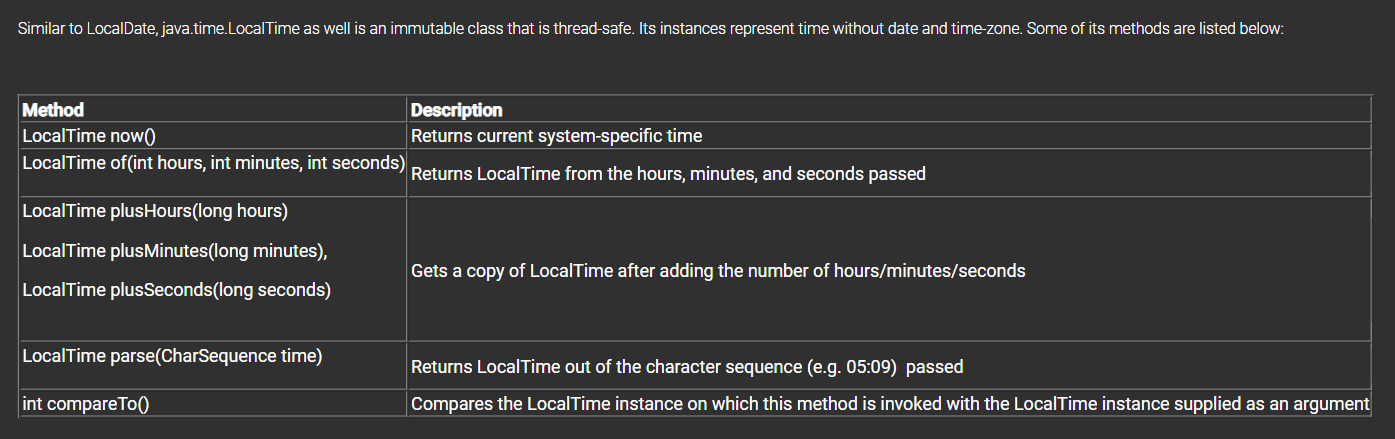 Similar to LocalDate, java.time.LocalTime as well is an immutable class that is thread-safe. Its instances represent time without date and time-zone. Some of its methods are listed below:
Method Description
LocalTime now() Returns current system-specific time
LocalTime of(int hours, int minutes, int seconds) Returns LocalTime from the hours, minutes, and seconds passed
LocalTime plusHours(long hours)
LocalTime plusMinutes(long minutes),
LocalTime plusSeconds(long seconds)
Gets a copy of LocalTime after adding the number of hours/minutes/seconds
LocalTime parse(CharSequence time) Returns LocalTime out of the character sequence (e.g. 05:09) passed
int compareTo() Compares the LocalTime instance on which this method is invoked with the LocalTime instance supplied as an argument